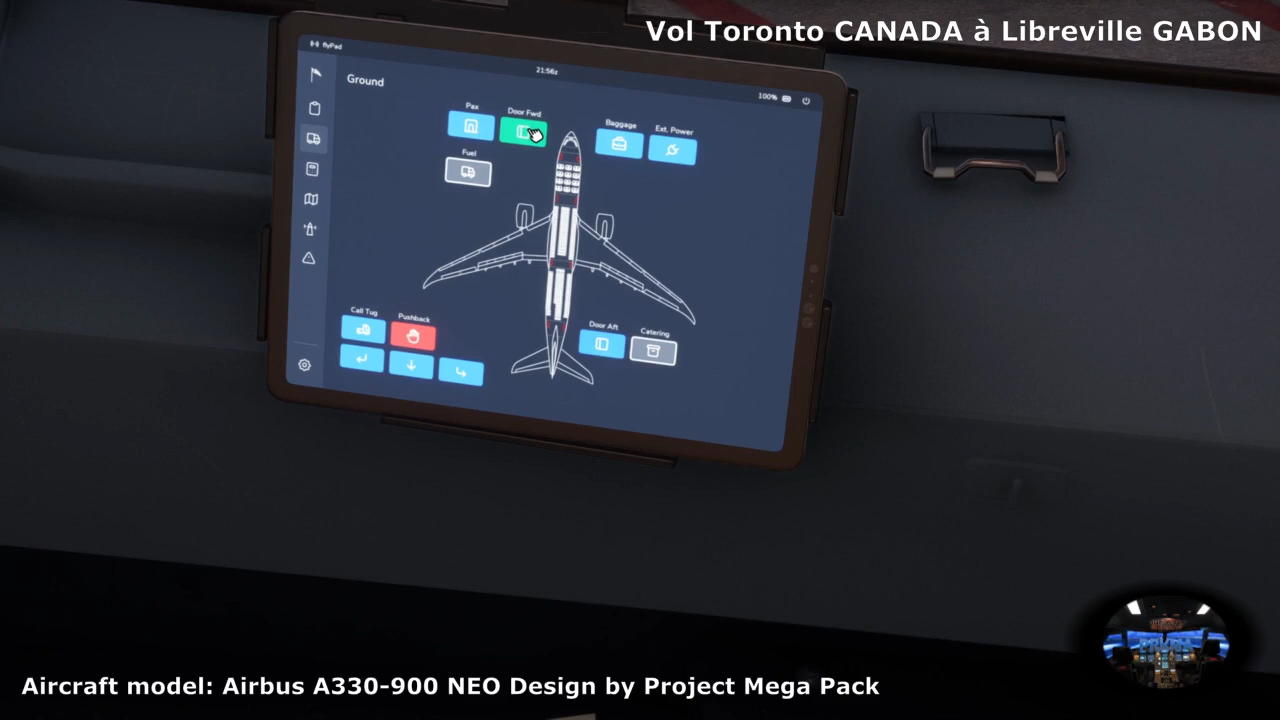 Vol Toronto CANADA à Libreville GABON
flyPad
21:56z
100%
Ground
Pax
Door Fwd
Baggage
Ext. Power
Fuel
Call Tug
Pushback
Door Aft
Catering
Aircraft model: Airbus A330-900 NEO Design by Project Mega Pack